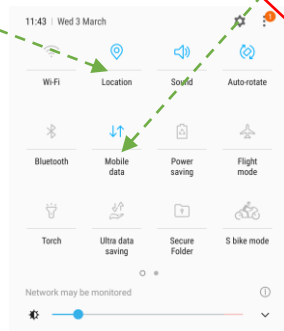 11:43 | Wed 3 March
1
Wi-Fi Location Sound Auto-rotate
Bluetooth Mobile data Power saving Flight mode
Torch Ultra data saving Secure Folder S bike mode
Network may be monitored